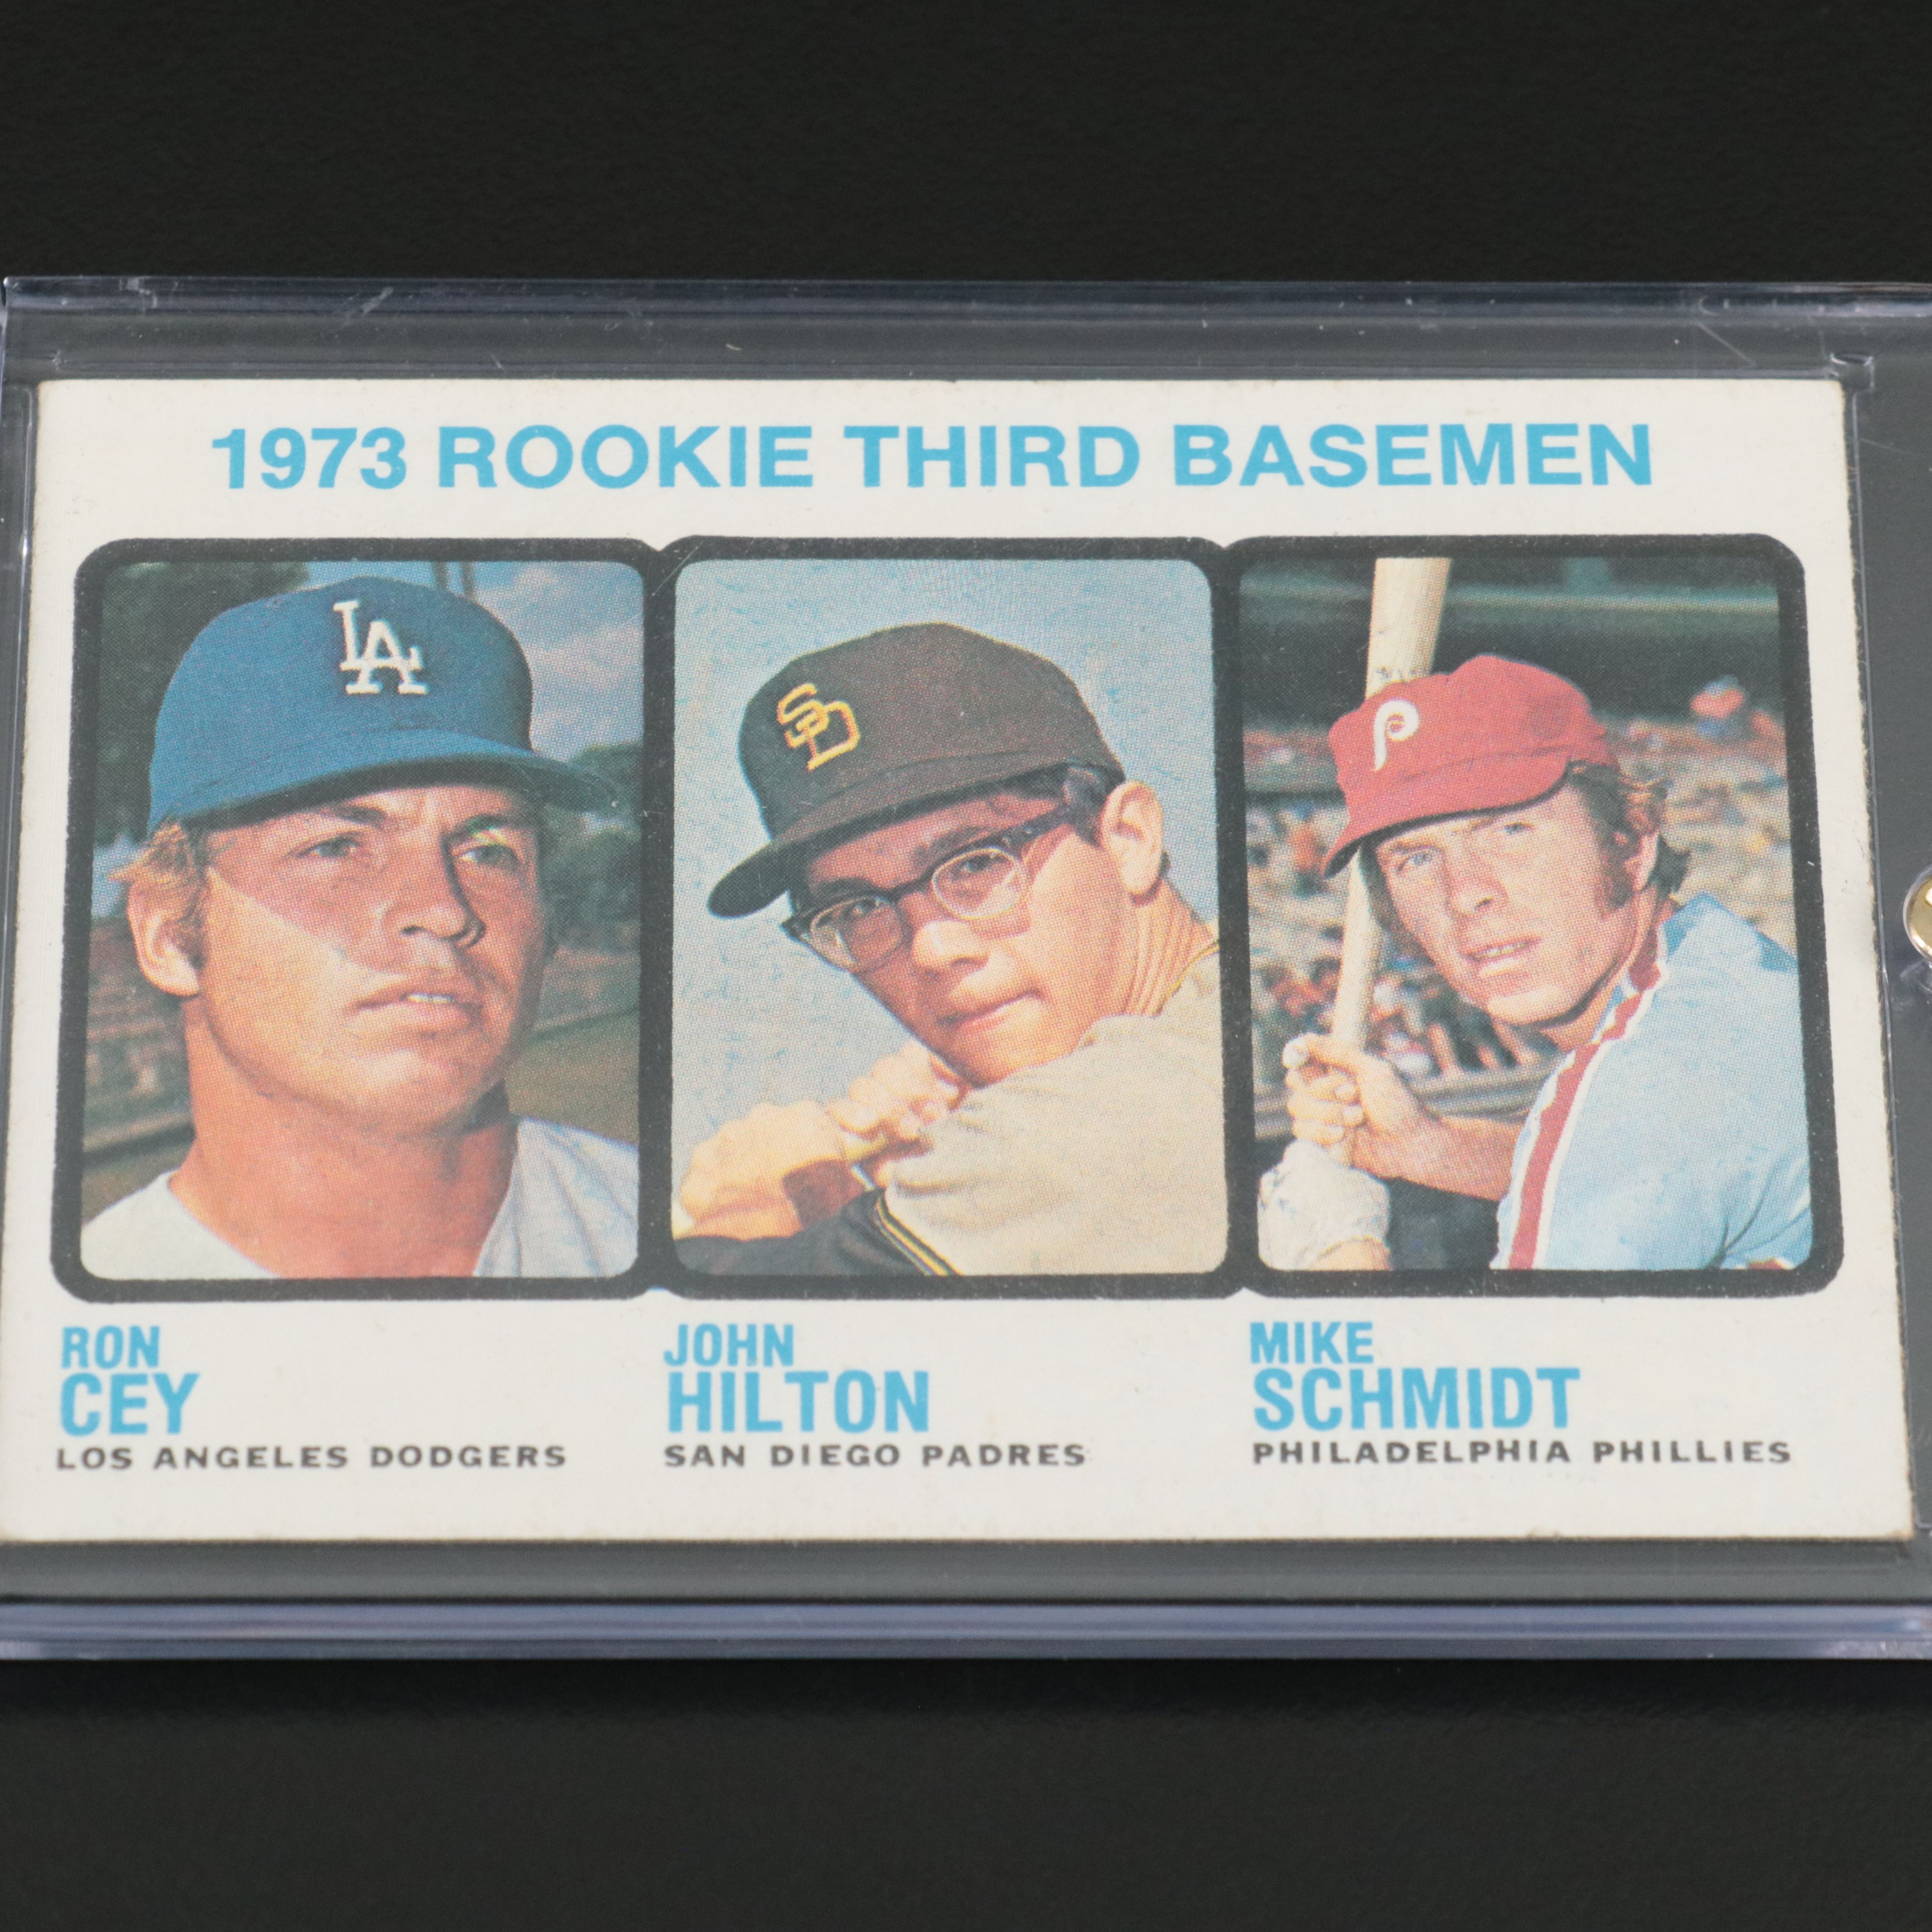 1973 ROOKIE THIRD BASEMEN
LA
SD
P
RON
CEY
LOS ANGELES DODGERS
JOHN
HILTON
SAN DIEGO PADRES
MIKE
SCHMIDT
PHILADELPHIA PHILLIES